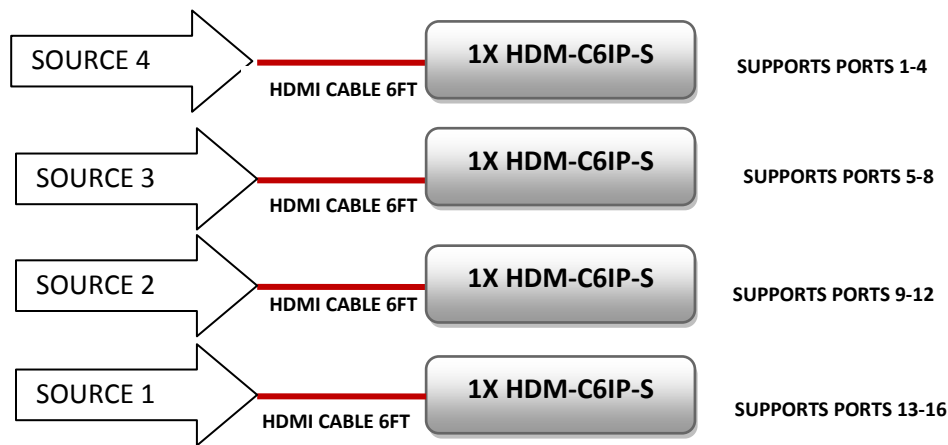 SOURCE 4
HDMI CABLE 6FT
1X HDM-C6IP-S
SUPPORTS PORTS 1-4
SOURCE 3
HDMI CABLE 6FT
1X HDM-C6IP-S
SUPPORTS PORTS 5-8
SOURCE 2
HDMI CABLE 6FT
1X HDM-C6IP-S
SUPPORTS PORTS 9-12
SOURCE 1
HDMI CABLE 6FT
1X HDM-C6IP-S
SUPPORTS PORTS 13-16